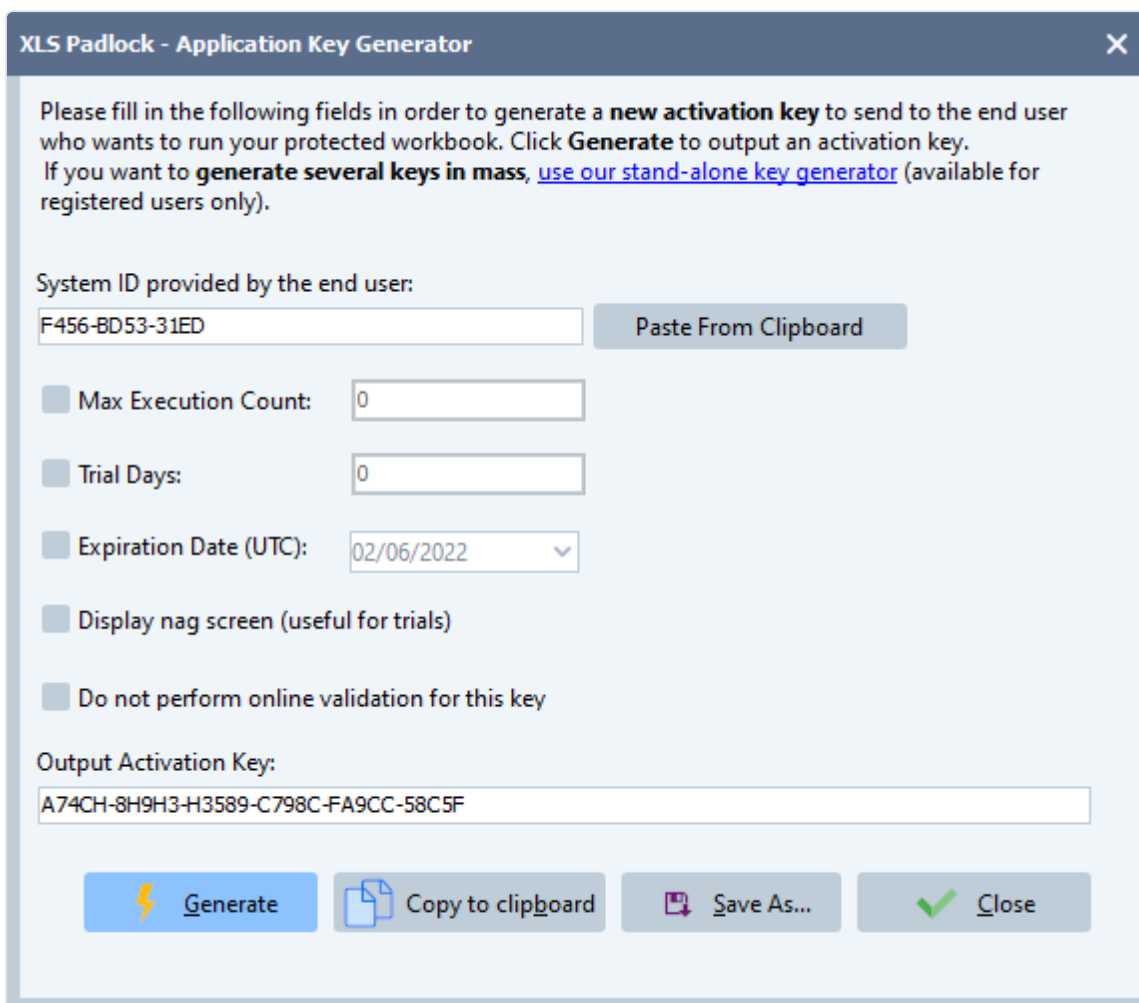 XLS Padlock - Application Key Generator
Please fill in the following fields in order to generate a new activation key to send to the end user
who wants to run your protected workbook. Click Generate to output an activation key.
If you want to generate several keys in mass, use our stand-alone key generator (available for
registered users only).
System ID provided by the end user:
F456-BD53-31ED
Paste From Clipboard
Max Execution Count:
0
Trial Days:
0
Expiration Date (UTC):
02/06/2022
Display nag screen (useful for trials)
Do not perform online validation for this key
Output Activation Key:
A74CH-8H9H3-H3589-C798C-FA9CC-58C5F
Generate
Copy to clipboard
Save As...
Close